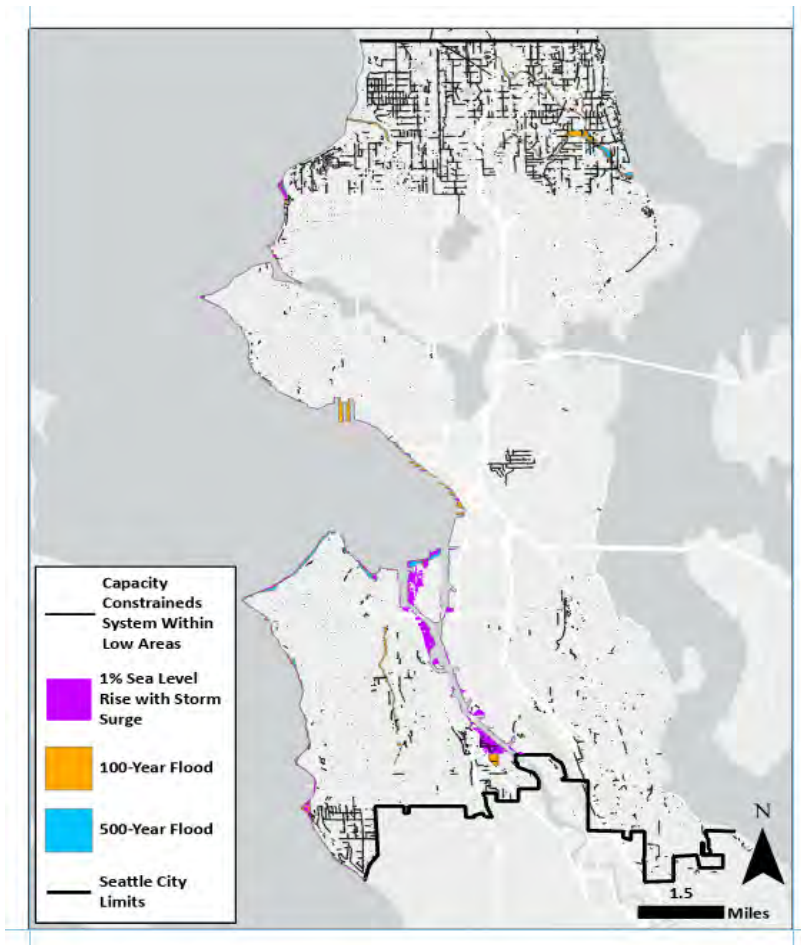 Capacity
Constraineds
System Within
Low Areas
1% Sea Level
Rise with Storm
Surge
100-Year Flood
500-Year Flood
Seattle City
Limits
N
1.5
Miles